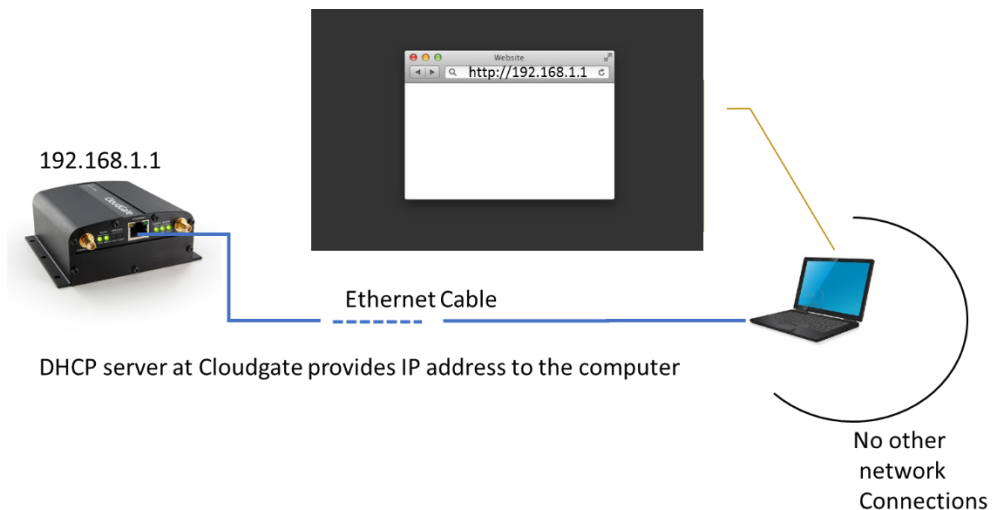 Website
http://192.168.1.1
192.168.1.1
CloudGate
Ethernet Cable
DHCP server at Cloudgate provides IP address to the computer
No other
network
Connections